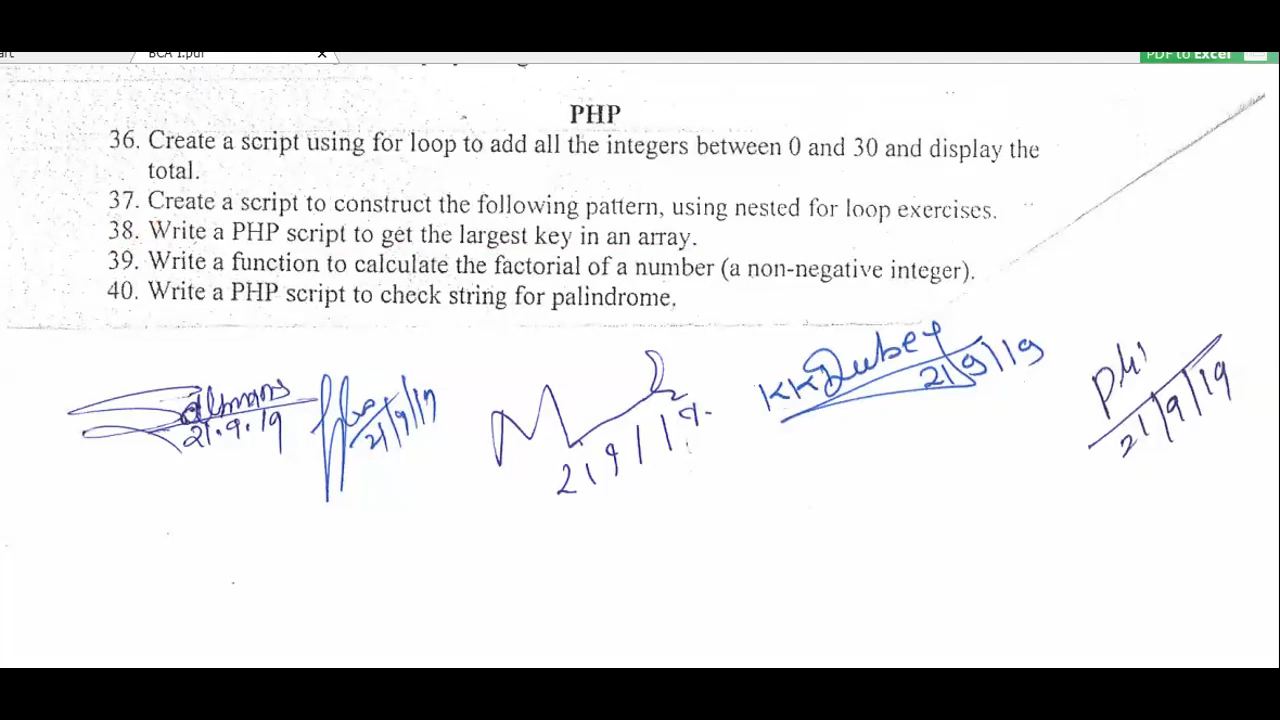 BCA 1.pdf
PDF to Excel
PHP
36. Create a script using for loop to add all the integers between 0 and 30 and display the
total.
37. Create a script to construct the following pattern, using nested for loop exercises.
38. Write a PHP script to get the largest key in an array.
39. Write a function to calculate the factorial of a number (a non-negative integer).
40. Write a PHP script to check string for palindrome.
KKDubey
21/9/19
21.9.19
21/9/19
21/9/19
21/9/19